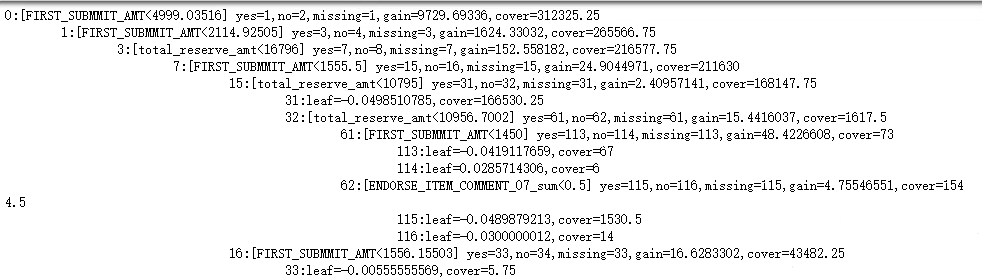 0:[FIRST_SUBMMIT_AMT<4999.03516] yes=1,no=2,missing=1,gain=9729.69336,cover=312325.25
1:[FIRST_SUBMMIT_AMT<2114.92505] yes=3,no=4,missing=3,gain=1624.33032,cover=265566.75
3:[total_reserve_amt<16796] yes=7,no=8,missing=7,gain=152.558182,cover=216577.75
7:[FIRST_SUBMMIT_AMT<1555.5] yes=15,no=16,missing=15,gain=24.9044971,cover=211630
15:[total_reserve_amt<10795] yes=31,no=32,missing=31,gain=2.40957141,cover=168147.75
31:leaf=-0.0498510785,cover=166530.25
32:[total_reserve_amt<10956.7002] yes=61,no=62,missing=61,gain=15.4416037,cover=1617.5
61:[FIRST_SUBMMIT_AMT<1450] yes=113,no=114,missing=113,gain=48.4226608,cover=73
113:leaf=-0.0419117659,cover=67
114:leaf=0.0285714306,cover=6
62:[ENDORSE_ITEM_COMMENT_07_sum<0.5] yes=115,no=116,missing=115,gain=4.75546551,cover=154
4.5
115:leaf=-0.0489879213,cover=1530.5
116:leaf=-0.0300000012,cover=14
16:[FIRST_SUBMMIT_AMT<1556.15503] yes=33,no=34,missing=33,gain=16.6283302,cover=43482.25
33:leaf=-0.00555555569,cover=5.75